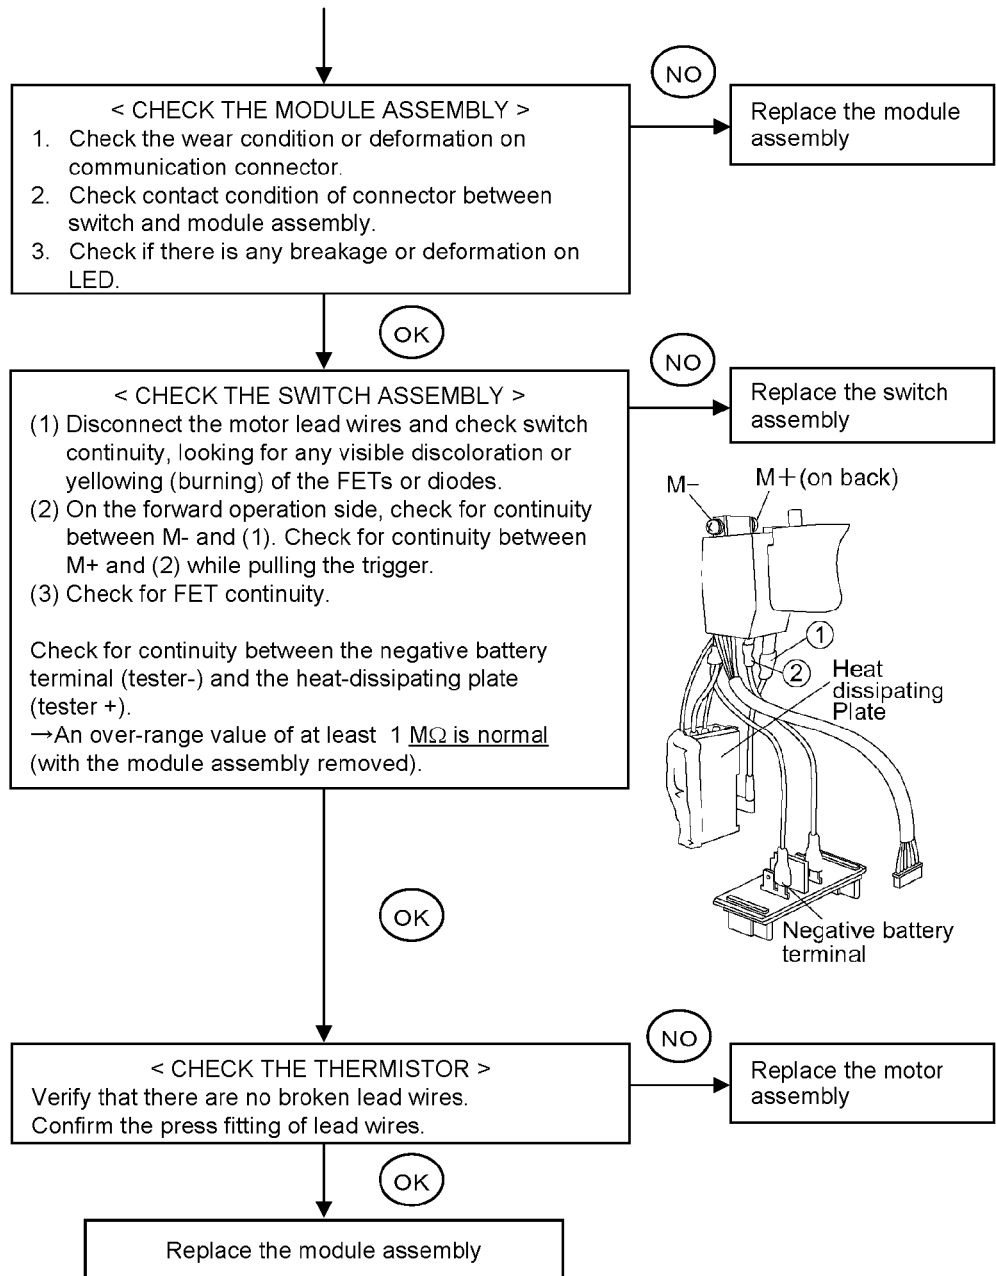 NO
< CHECK THE MODULE ASSEMBLY >
1. Check the wear condition or deformation on
communication connector.
2. Check contact condition of connector between
switch and module assembly.
3. Check if there is any breakage or deformation on
LED.
Replace the module
assembly
OK
NO
< CHECK THE SWITCH ASSEMBLY >
(1) Disconnect the motor lead wires and check switch
continuity, looking for any visible discoloration or
yellowing (burning) of the FETs or diodes.
(2) On the forward operation side, check for continuity
between M- and (1). Check for continuity between
M+ and (2) while pulling the trigger.
(3) Check for FET continuity.
Check for continuity between the negative battery
terminal (tester-) and the heat-dissipating plate
(tester +).
→An over-range value of at least 1 MΩ is normal
(with the module assembly removed).
Replace the switch
assembly
M−
M+(on back)
①
②
Heat
dissipating
Plate
Negative battery
terminal
OK
NO
< CHECK THE THERMISTOR >
Verify that there are no broken lead wires.
Confirm the press fitting of lead wires.
Replace the motor
assembly
OK
Replace the module assembly